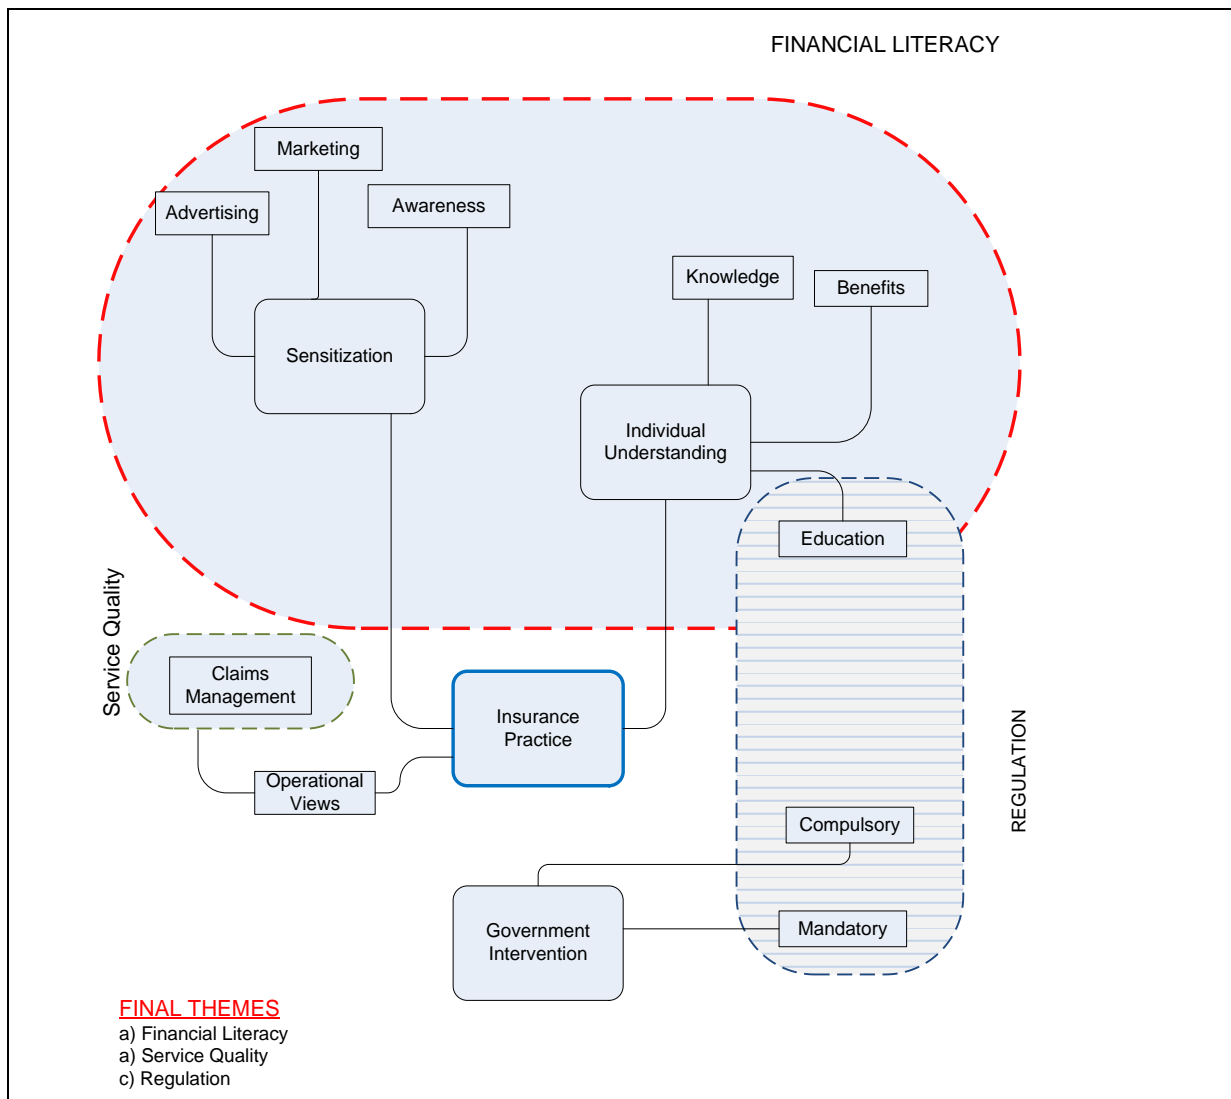 FINANCIAL LITERACY
Marketing
Advertising
Awareness
Knowledge
Benefits
Sensitization
Individual
Understanding
Education
Service Quality
Claims
Management
Insurance
Practice
Operational
Views
REGULATION
Compulsory
Government
Intervention
Mandatory
FINAL THEMES
a) Financial Literacy
a) Service Quality
c) Regulation